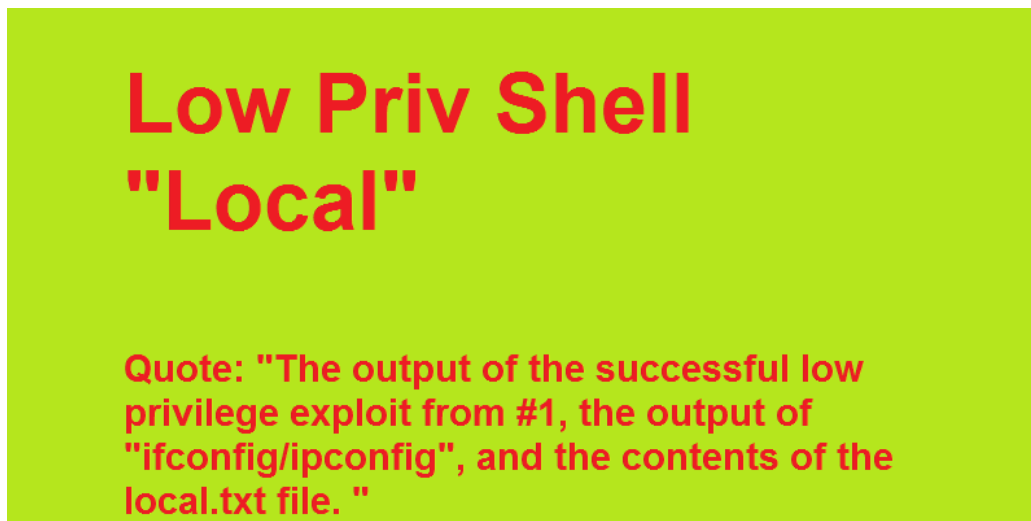 Low Priv Shell
"Local"
Quote: "The output of the successful low
privilege exploit from #1, the output of
"ifconfig/ipconfig", and the contents of the
local.txt file. "